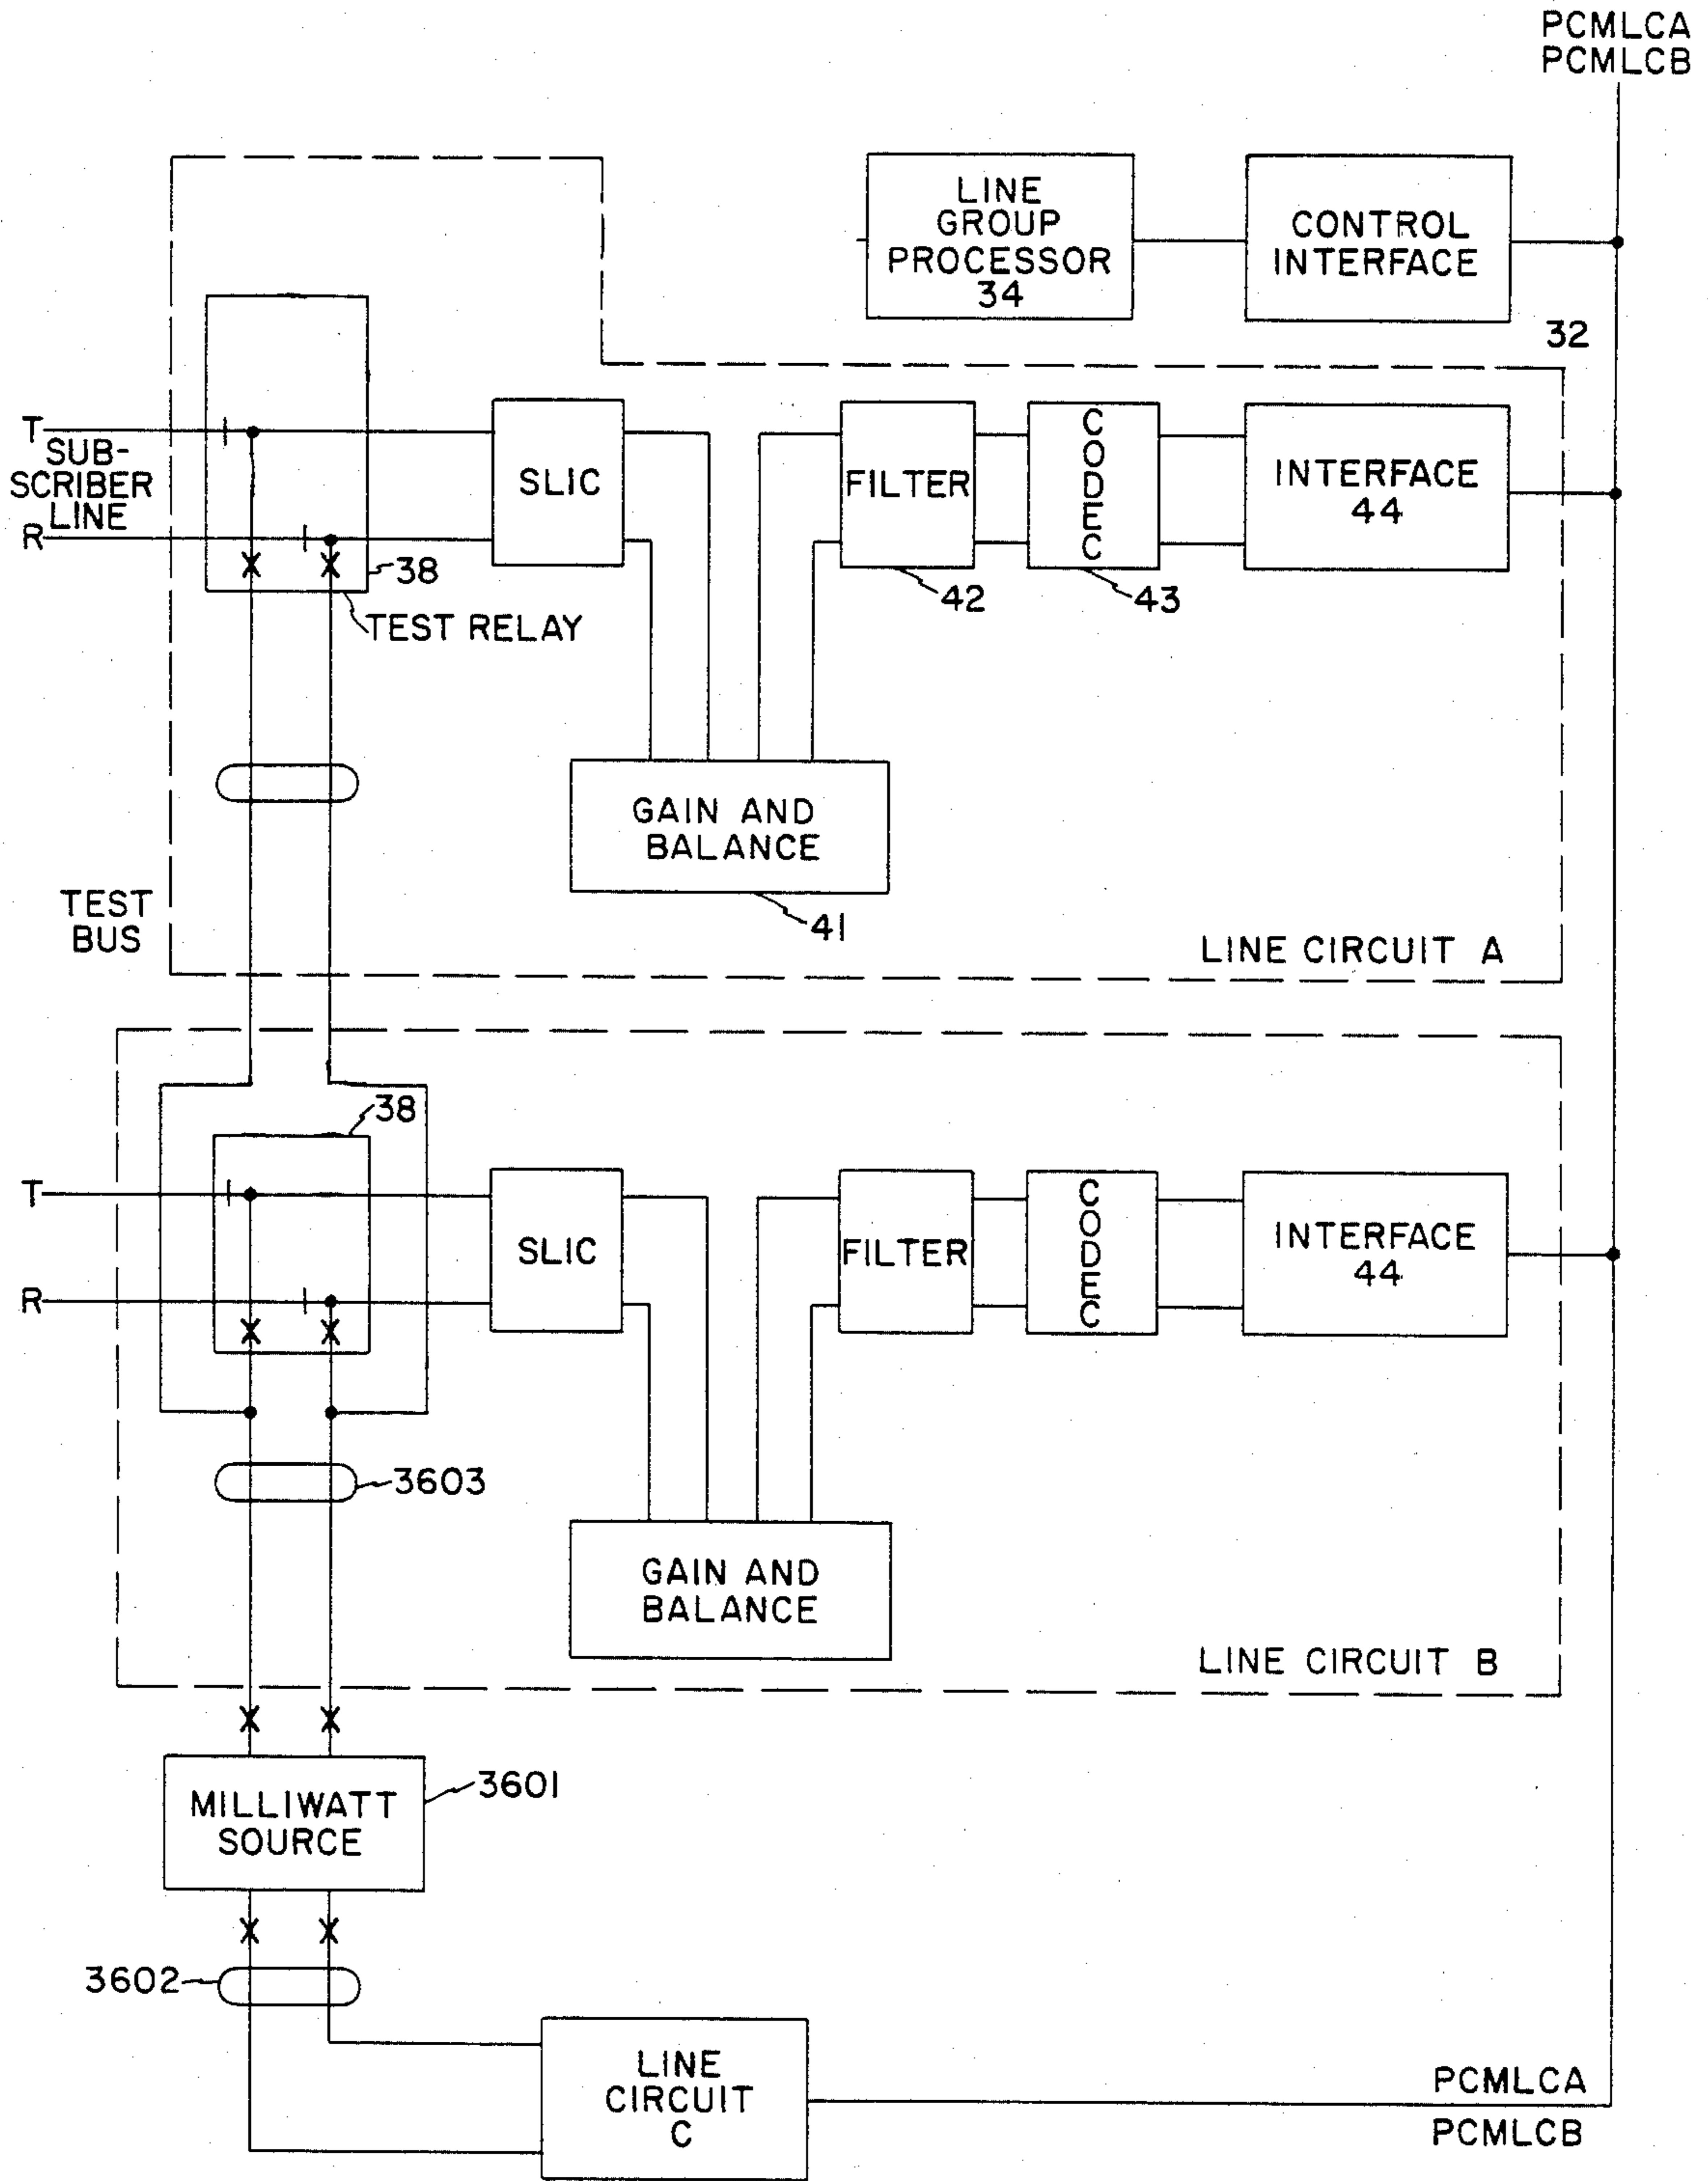 PCMLCA
PCMLCB
LINE
GROUP
PROCESSOR
34
CONTROL
INTERFACE
32
T
SUB-
SCRIBER
LINE
R
38
TEST RELAY
SLIC
FILTER
42
CODEC
43
INTERFACE
44
GAIN AND
BALANCE
41
TEST
BUS
LINE CIRCUIT A
38
T
R
SLIC
FILTER
CODEC
INTERFACE
44
3603
GAIN AND
BALANCE
LINE CIRCUIT B
MILLIWATT
SOURCE
3601
3602
LINE
CIRCUIT
C
PCMLCA
PCMLCB